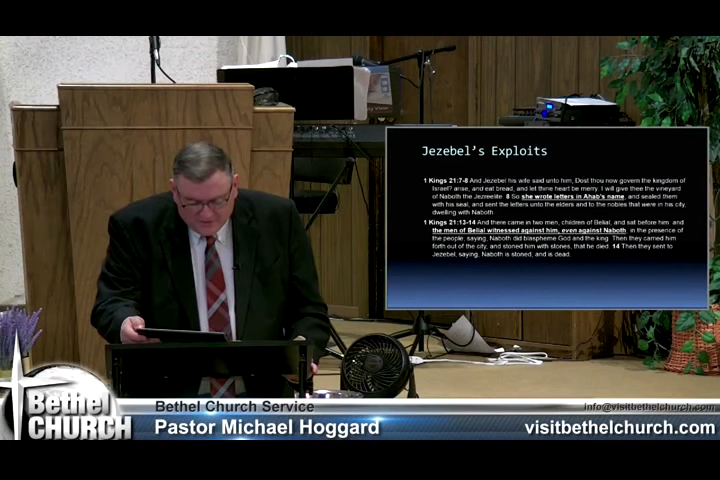 Jezebel's Exploits
1 Kings 21:7-8 And Jezebel his wife said unto him, Dost thou now govern the kingdom of
Israel? arise, and eat bread, and let thine heart be merry: I will give thee the vineyard
of Naboth the Jezreelite. 8 So she wrote letters in Ahab's name, and sealed them
with his seal, and sent the letters unto the elders and to the nobles that were in his city,
dwelling with Naboth.
1 Kings 21:13-14 And there came in two men, children of Belial, and sat before him: and
the men of Belial witnessed against him, even against Naboth, in the presence of
the people, saying, Naboth did blaspheme God and the king. Then they carried him
forth out of the city, and stoned him with stones, that he died. 14 Then they sent to
Jezebel, saying, Naboth is stoned, and is dead.
Bethel
CHURCH
Bethel Church Service
info@visitbethelchurch.com
Pastor Michael Hoggard
visitbethelchurch.com